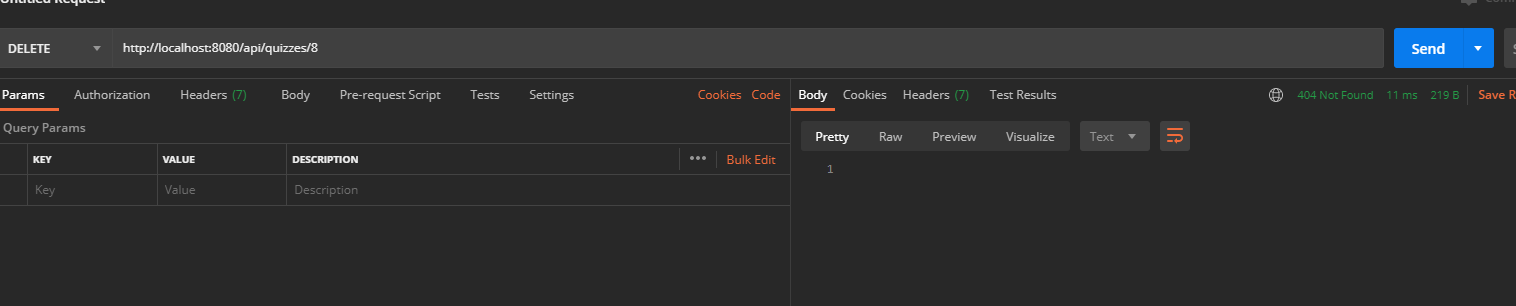 Untitled Request
DELETE http://localhost:8080/api/quizzes/8 Send
Params Authorization Headers (7) Body Pre-request Script Tests Settings Cookies Code
Query Params
KEY VALUE DESCRIPTION ••• Bulk Edit
Key Value Description
Body Cookies Headers (7) Test Results 404 Not Found 11 ms 219 B Save R
Pretty Raw Preview Visualize Text
1